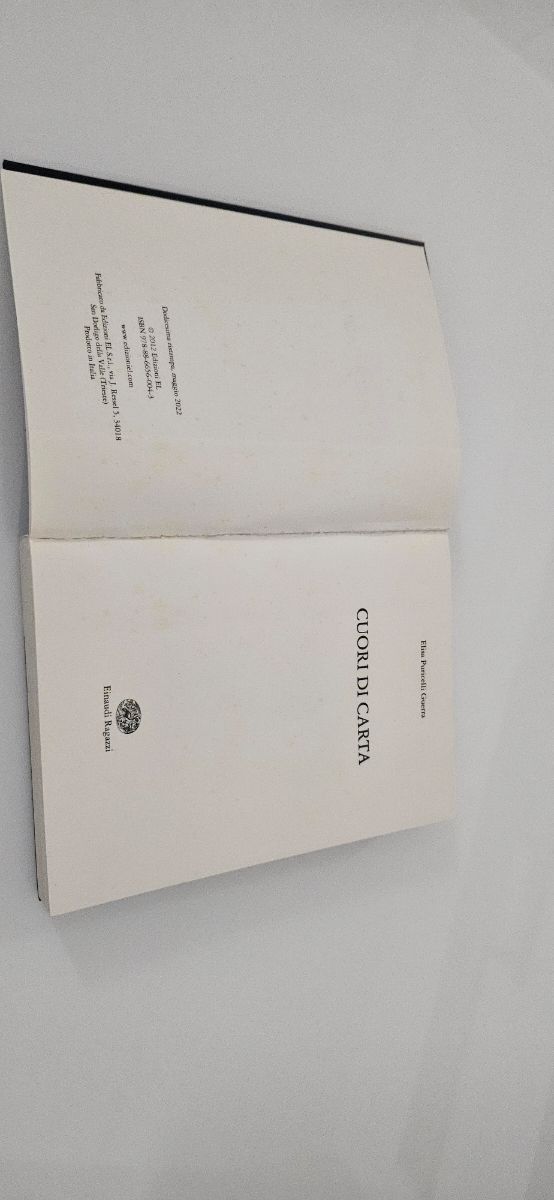 Dodicesima ristampa, maggio 2022
© 2012 Edizioni EL
ISBN 978-88-6656-004-3
www.edizioniel.com
Fabbricato da Edizioni EL S.r.l., via J. Ressel 5, 34018
San Dorligo della Valle (Trieste)
Prodotto in Italia
Elisa Puricelli Guerra
CUORI DI CARTA
Einaudi Ragazzi